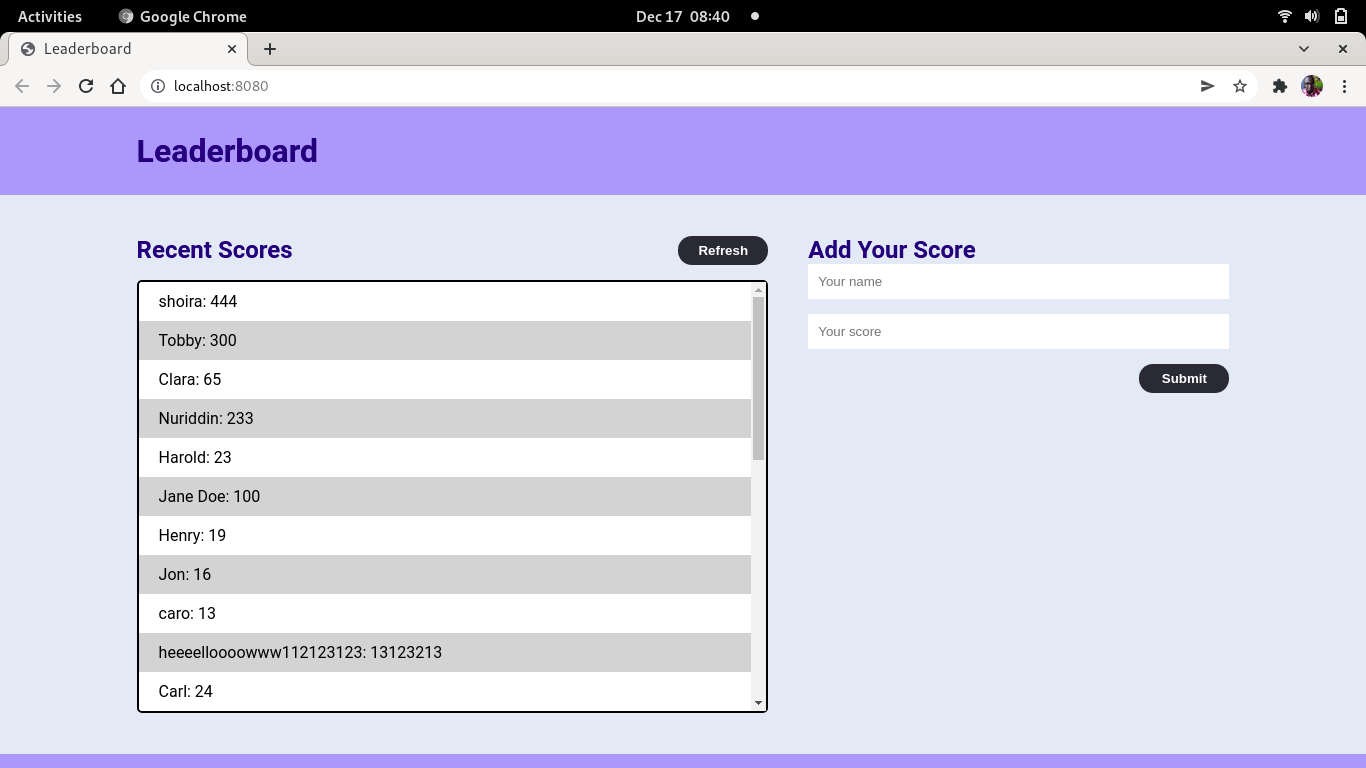 Activities
Google Chrome
Dec 17 08:40
Leaderboard
localhost:8080
Leaderboard
Recent Scores
Refresh
shoira: 444
Tobby: 300
Clara: 65
Nuriddin: 233
Harold: 23
Jane Doe: 100
Henry: 19
Jon: 16
caro: 13
heeeelloooowww112123123: 13123213
Carl: 24
Add Your Score
Your name
Your score
Submit